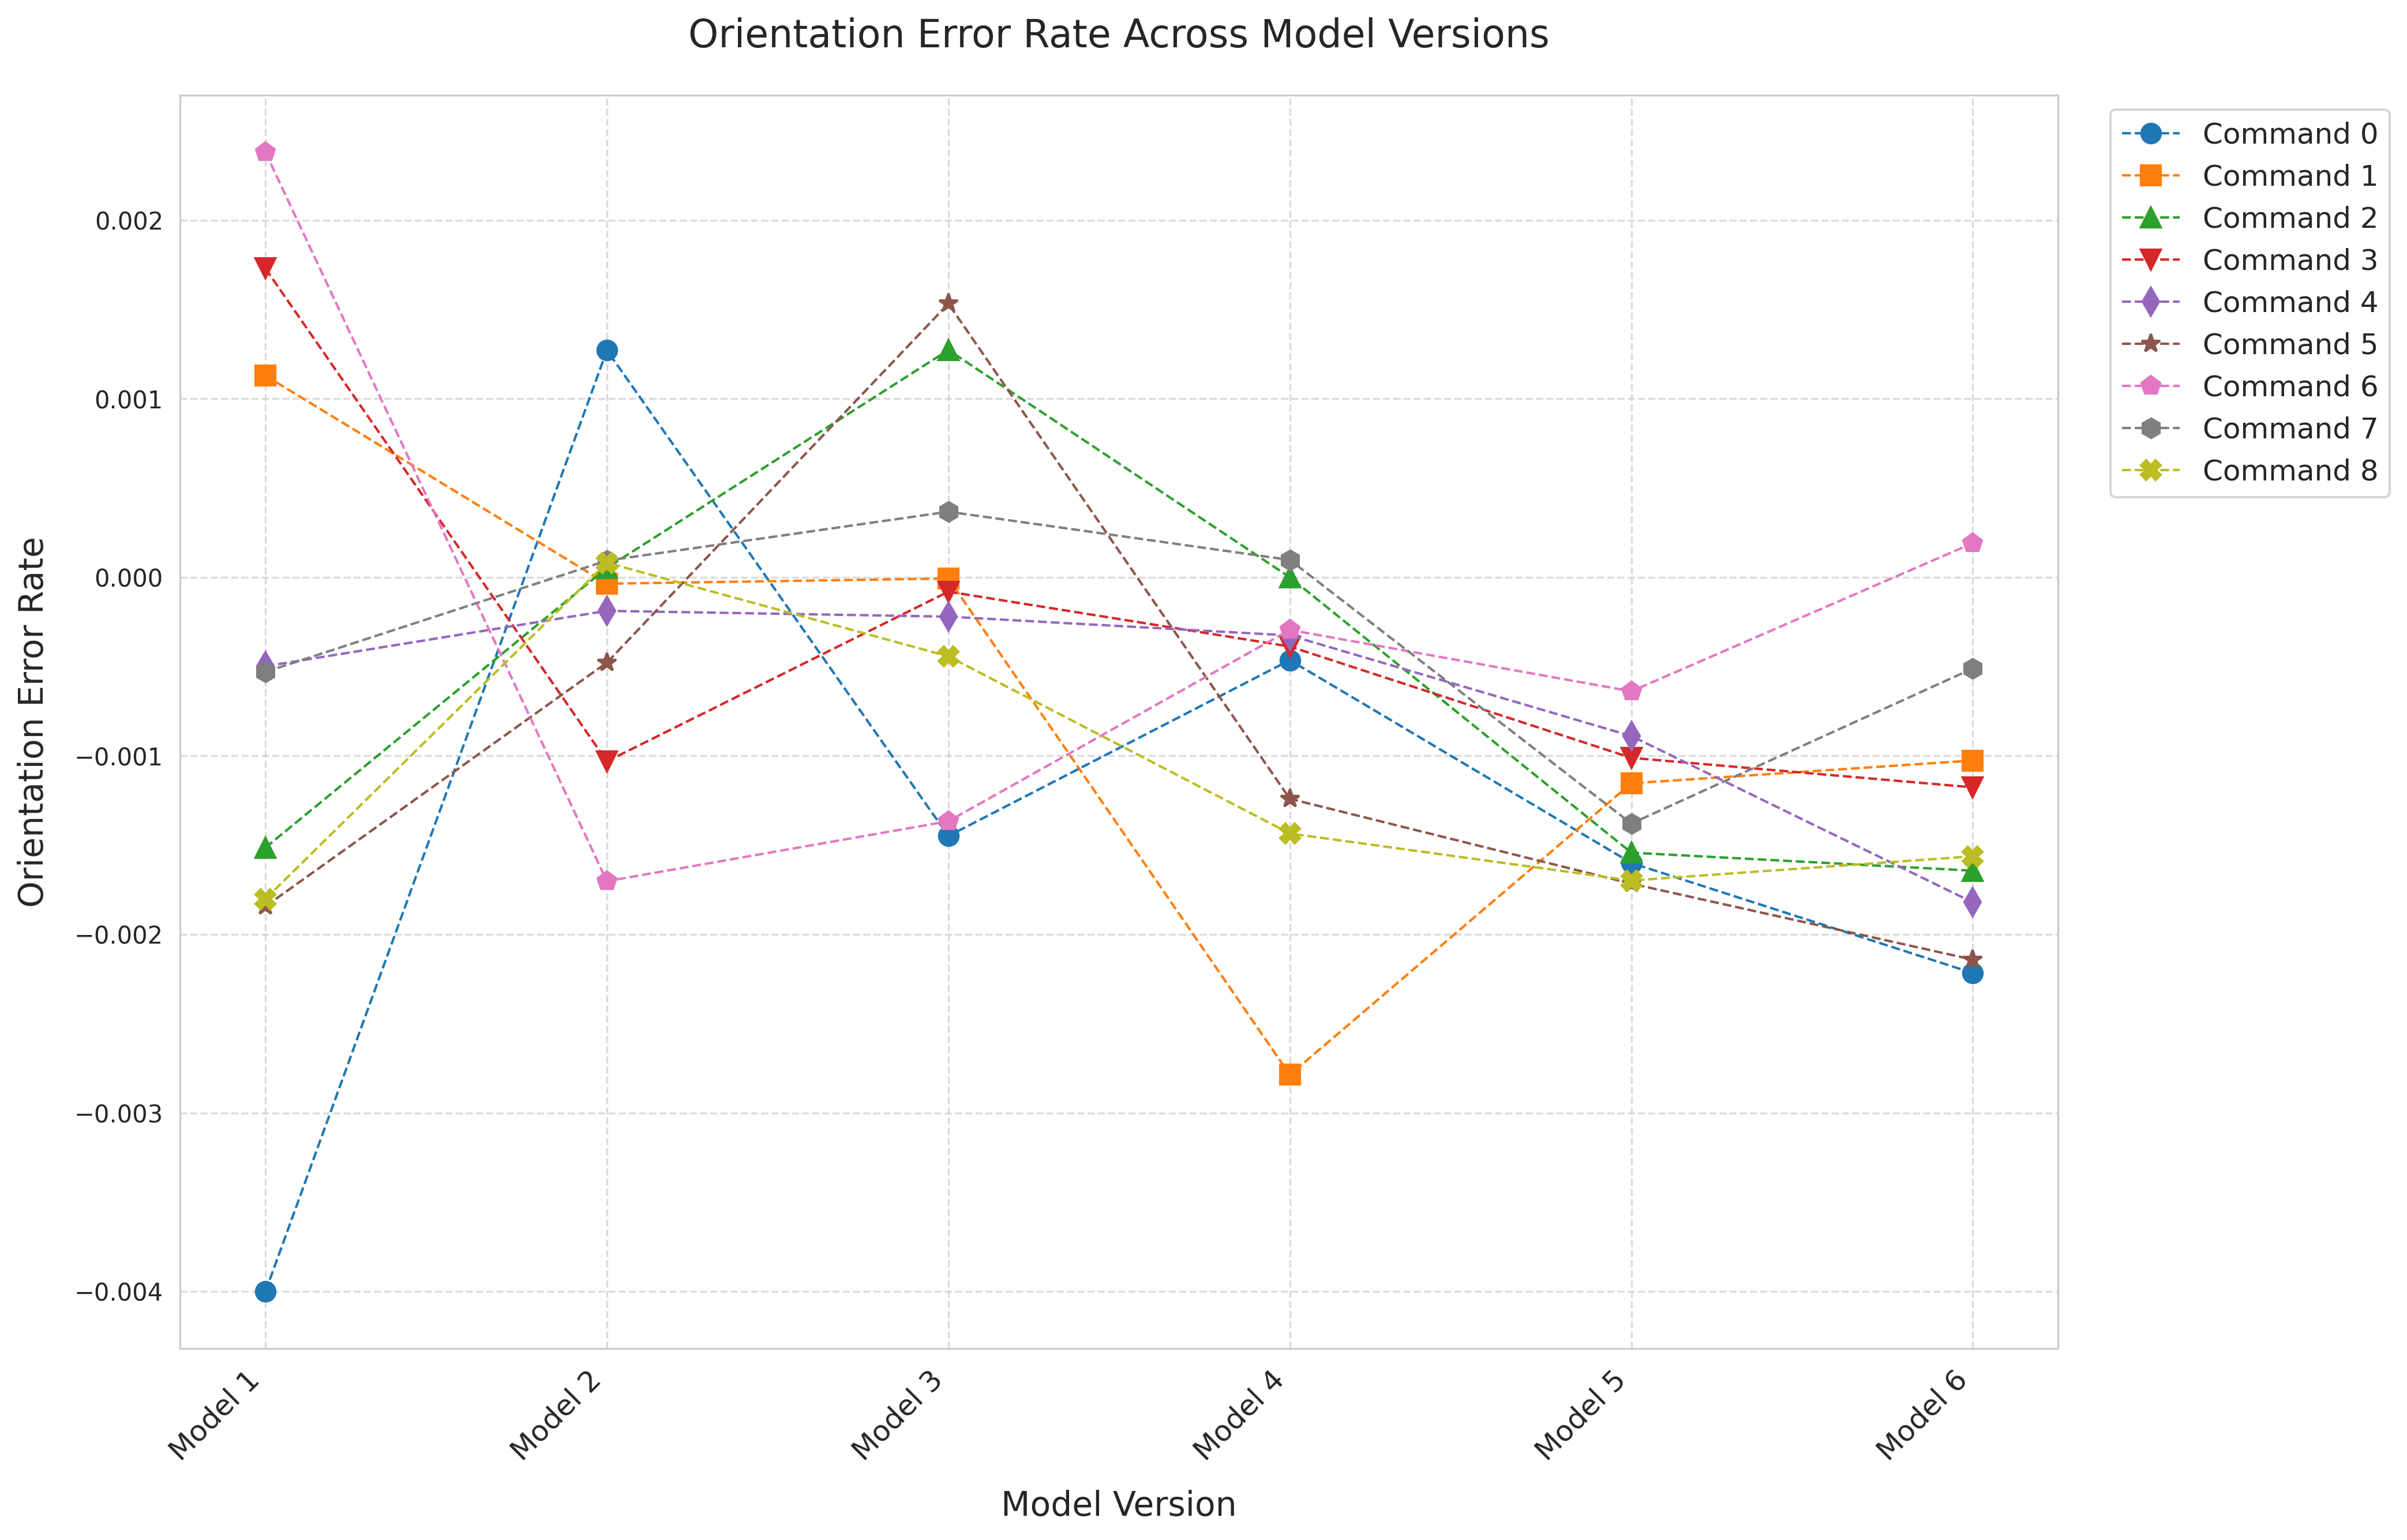 Orientation Error Rate Across Model Versions
Orientation Error Rate
0.002
0.001
0.000
−0.001
−0.002
−0.003
−0.004
Model 1
Model 2
Model 3
Model 4
Model 5
Model 6
Model Version
Command 0
Command 1
Command 2
Command 3
Command 4
Command 5
Command 6
Command 7
Command 8